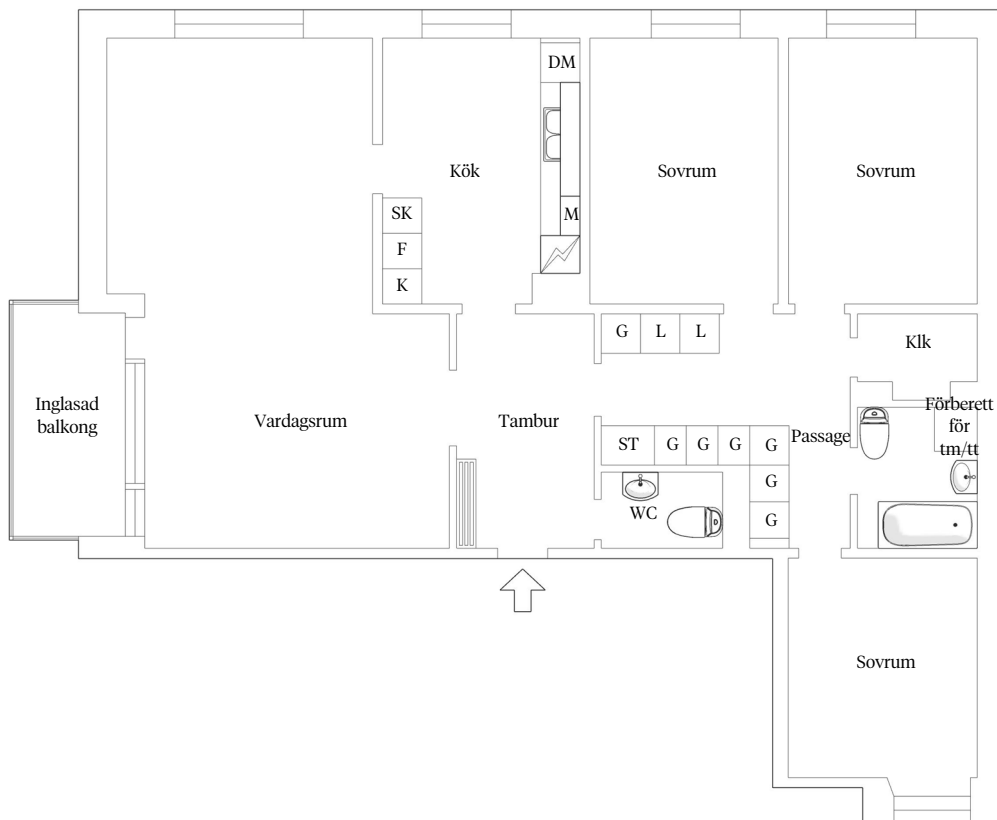 DM
Kök
Sovrum
Sovrum
SK
M
F
K
G
L
L
Klk
Inglasad
balkong
Vardagsrum
Tambur
Förberett
för
tm/tt
ST
G
G
G
G
Passage
G
WC
G
Sovrum